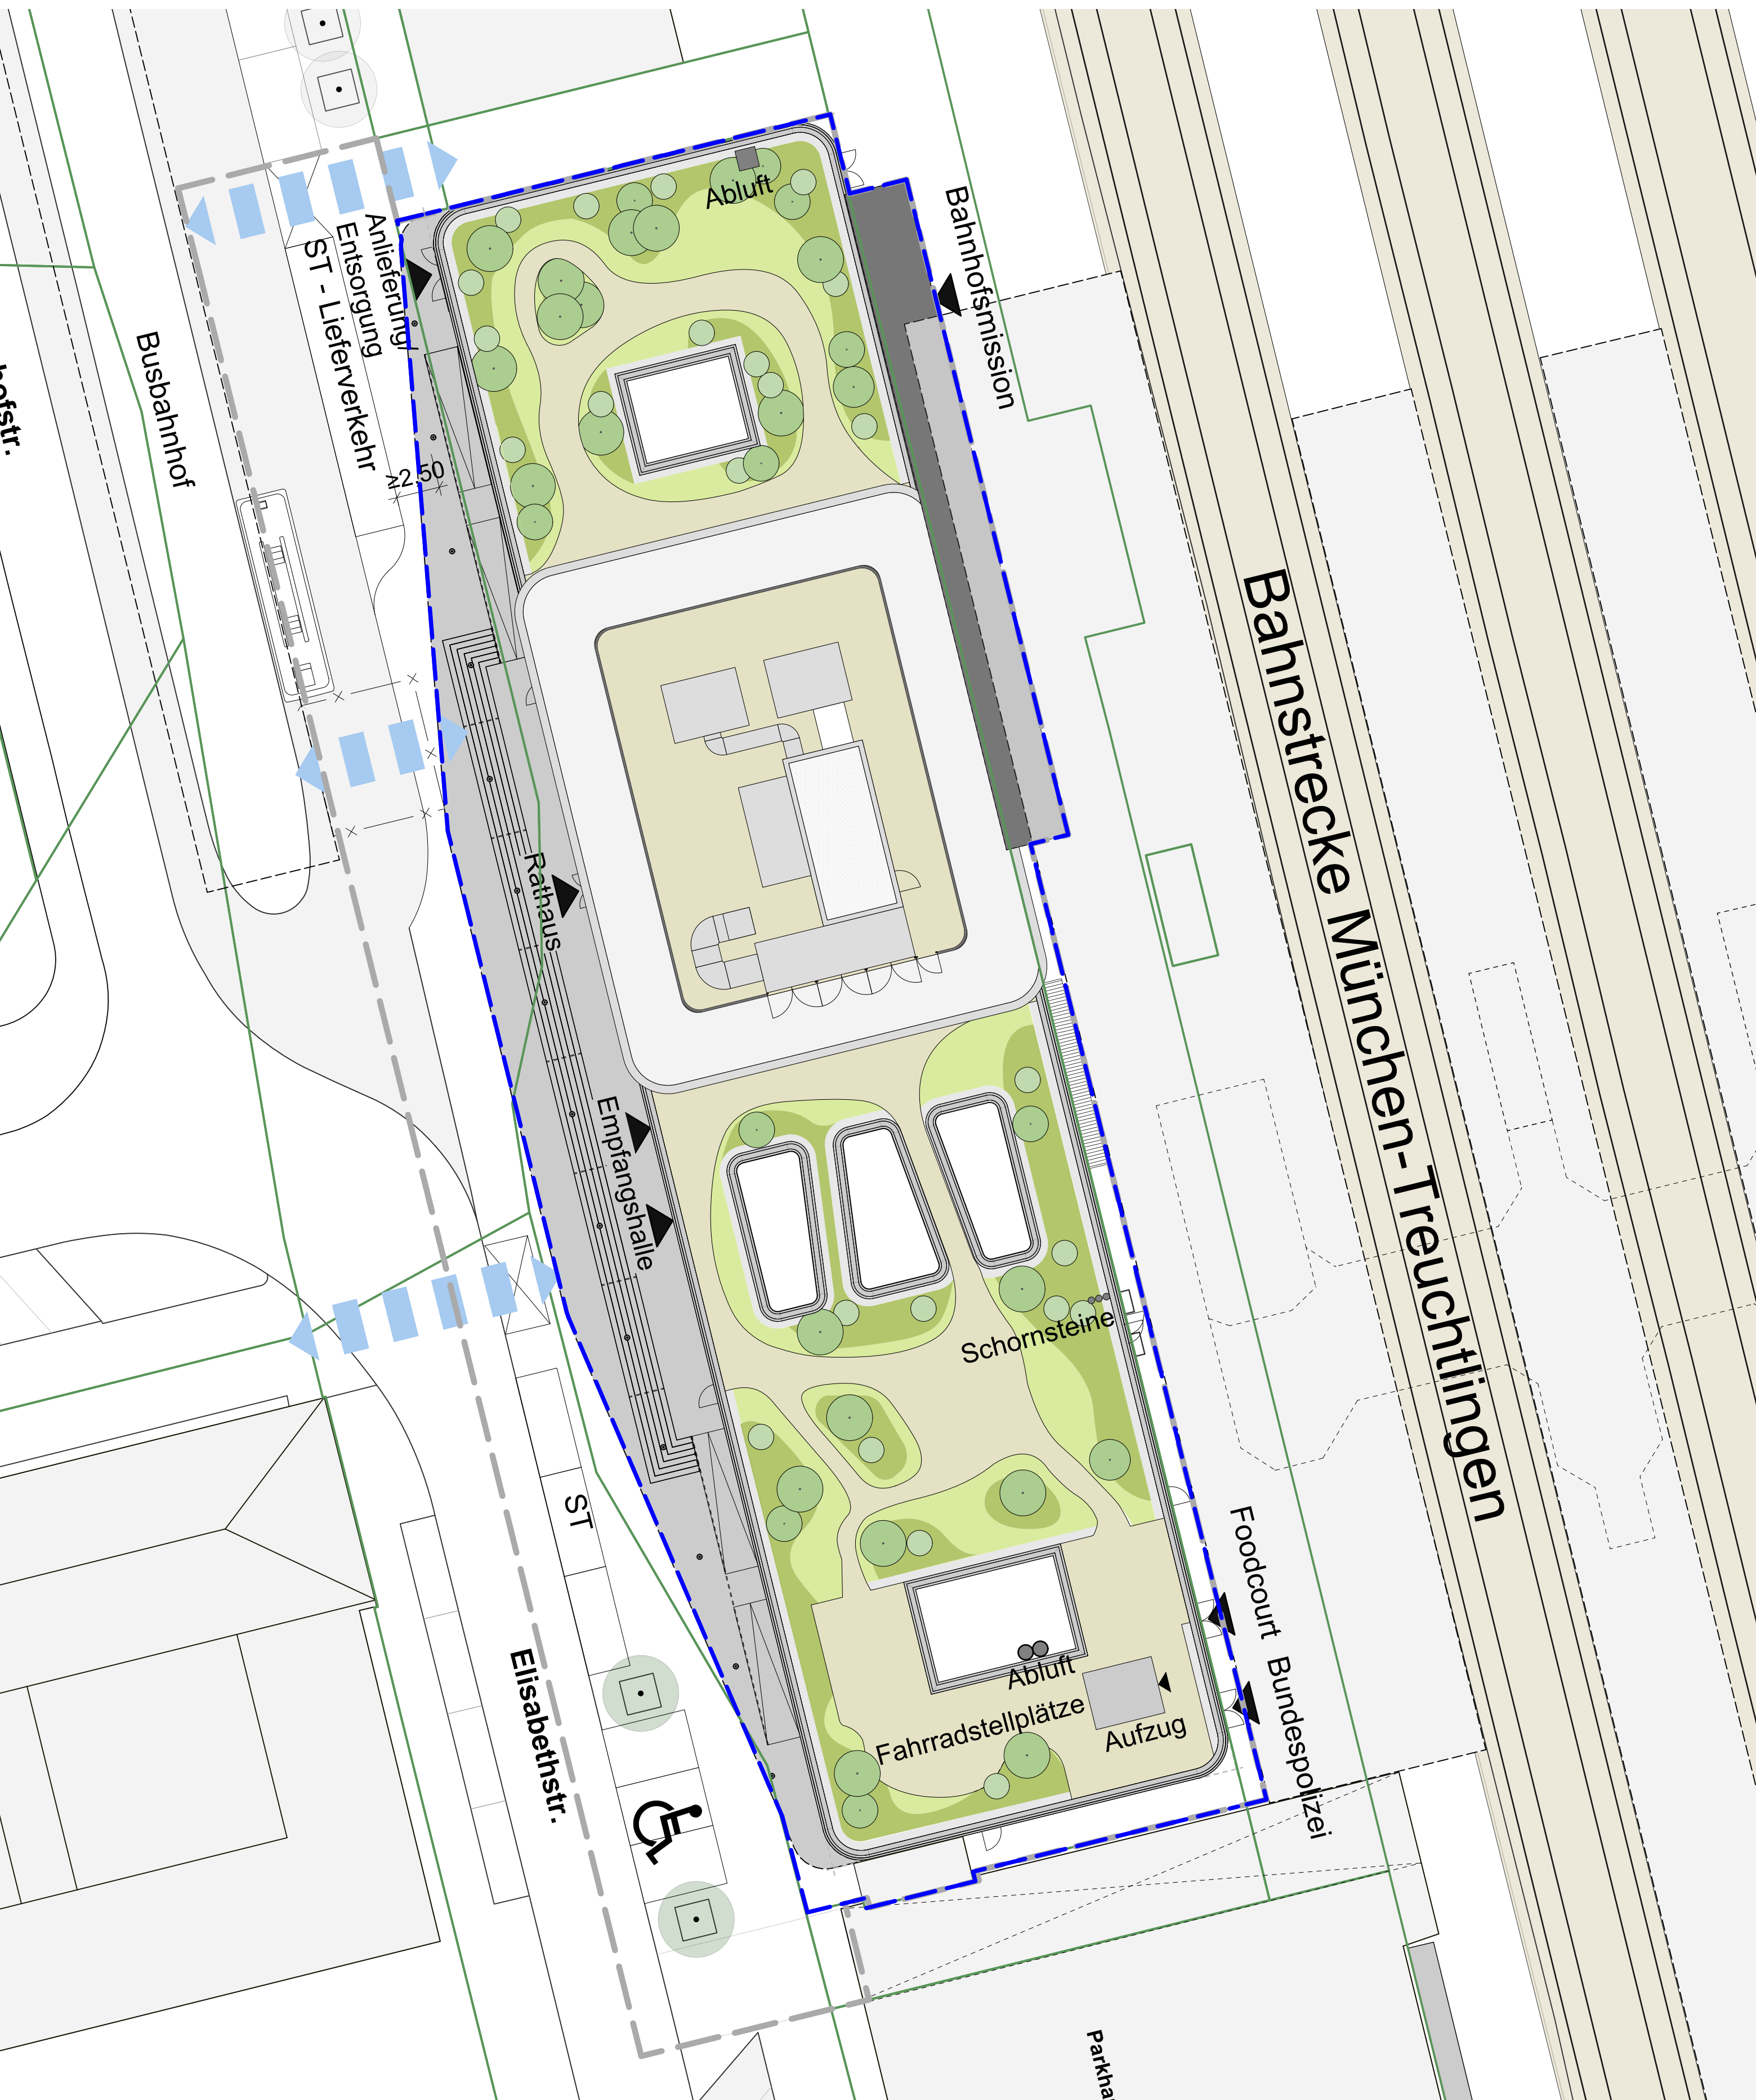 Abluft
Bahnhofsmission
Anlieferung/
Entsorgung
ST - Lieferverkehr
Busbahnhof
≥2.50
Bahnstrecke München-Treuchtlingen
Rathaus
Empfangshalle
Schornsteine
ST
Elisabethstr.
Foodcourt
Bundespolizei
Abluft
Fahrradstellplätze
Aufzug